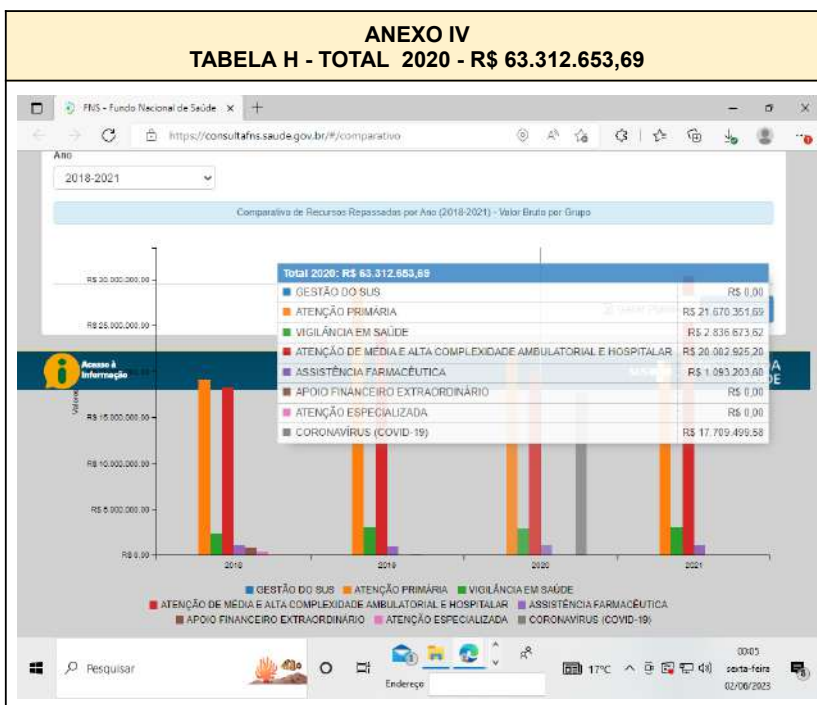 ANEXO IV
TABELA H - TOTAL 2020 - R$ 63.312.653,69
FNS - Fundo Nacional de Saúde
https://consultafns.saude.gov.br/#/comparativo
Ano
2018-2021
Comparativo de Recursos Repassados por Ano (2018-2021) - Valor Bruto por Grupo
Total 2020: R$ 63.312.653,69
GESTÃO DO SUS R$ 0,00
ATENÇÃO PRIMÁRIA R$ 21.670.351,69
VIGILÂNCIA EM SAÚDE R$ 2.836.673,62
ATENÇÃO DE MÉDIA E ALTA COMPLEXIDADE AMBULATORIAL E HOSPITALAR R$ 20.002.925,20
ASSISTÊNCIA FARMACÊUTICA R$ 1.093.203,60
APOIO FINANCEIRO EXTRAORDINÁRIO R$ 0,00
ATENÇÃO ESPECIALIZADA R$ 0,00
CORONAVÍRUS (COVID-19) R$ 17.709.499,58
R$ 30.000.000,00
R$ 25.000.000,00
Acesso à
Informação
Valores
R$ 15.000.000,00
R$ 10.000.000,00
R$ 5.000.000,00
R$ 0,00
2018 2019 2020 2021
GESTÃO DO SUS ATENÇÃO PRIMÁRIA VIGILÂNCIA EM SAÚDE
ATENÇÃO DE MÉDIA E ALTA COMPLEXIDADE AMBULATORIAL E HOSPITALAR ASSISTÊNCIA FARMACÊUTICA
APOIO FINANCEIRO EXTRAORDINÁRIO ATENÇÃO ESPECIALIZADA CORONAVÍRUS (COVID-19)
Pesquisar
Endereço
17°C
00:05
sexta-feira
02/06/2023